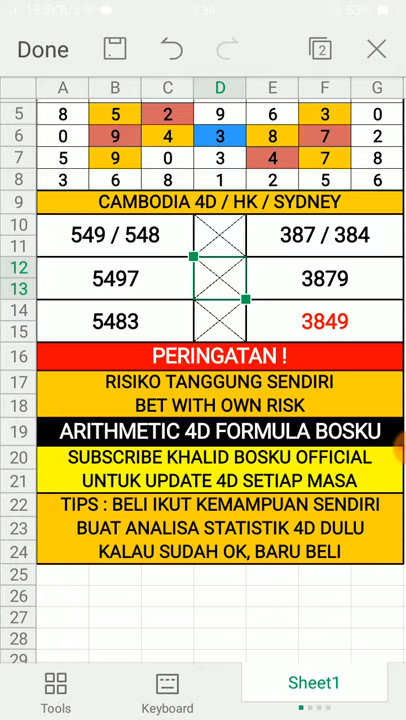 3:34
Done
2
A B C D E F G
5 8 5 2 9 6 3 0
6 0 9 4 3 8 7 2
7 5 9 0 3 4 7 8
8 3 6 8 1 2 5 6
9 CAMBODIA 4D / HK / SYDNEY
10
11
549 / 548 387 / 384
12
13
5497 3879
14
15
5483 3849
16 PERINGATAN !
17 RISIKO TANGGUNG SENDIRI
18 BET WITH OWN RISK
19 ARITHMETIC 4D FORMULA BOSKU
20 SUBSCRIBE KHALID BOSKU OFFICIAL
21 UNTUK UPDATE 4D SETIAP MASA
22 TIPS : BELI IKUT KEMAMPUAN SENDIRI
23 BUAT ANALISA STATISTIK 4D DULU
24 KALAU SUDAH OK, BARU BELI
25
26
27
28
29
Tools Keyboard Sheet1